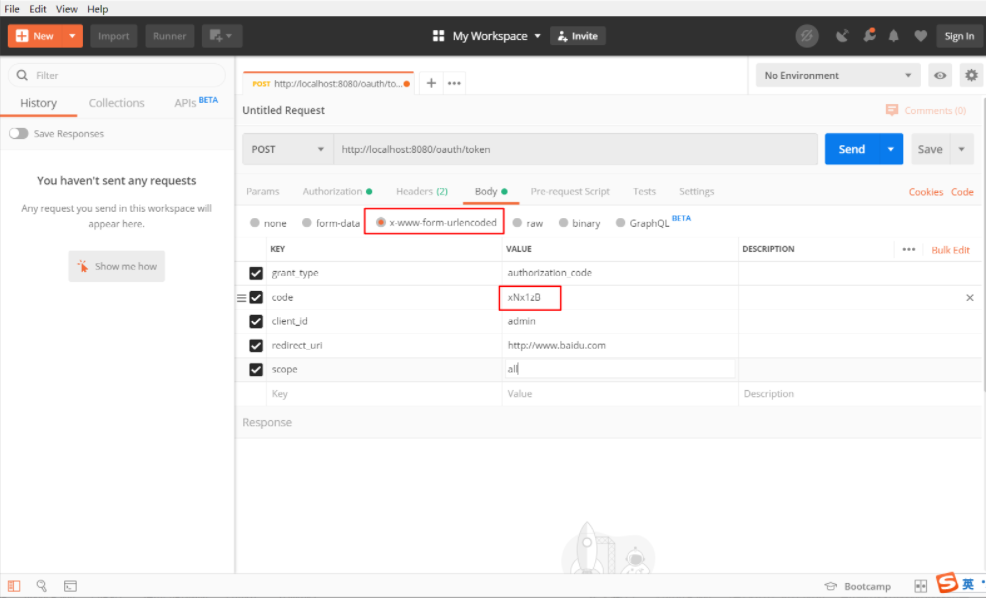 File Edit View Help
New Import Runner My Workspace Invite Sign In
Filter
History Collections APIs BETA
Save Responses
You haven't sent any requests
Any request you send in this workspace will
appear here.
Show me how
POST http://localhost:8080/oauth/to...
No Environment
Untitled Request
Comments (0)
POST http://localhost:8080/oauth/token Send Save
Params Authorization Headers (2) Body Pre-request Script Tests Settings Cookies Code
none form-data x-www-form-urlencoded raw binary GraphQL BETA
KEY VALUE DESCRIPTION Bulk Edit
grant_type authorization_code
code xNx1zB
client_id admin
redirect_uri http://www.baidu.com
scope all
Key Value Description
Response
Bootcamp
英